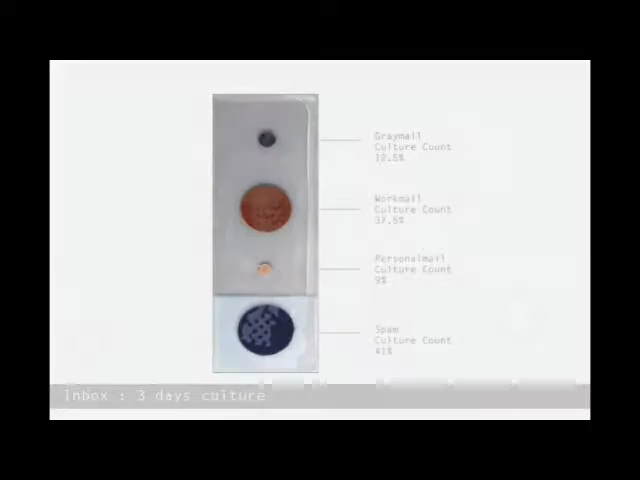 Graymail
Culture Count
12.5%
Workmail
Culture Count
37.5%
Personalmail
Culture Count
9%
Spam
Culture Count
41%
Inbox : 3 days culture